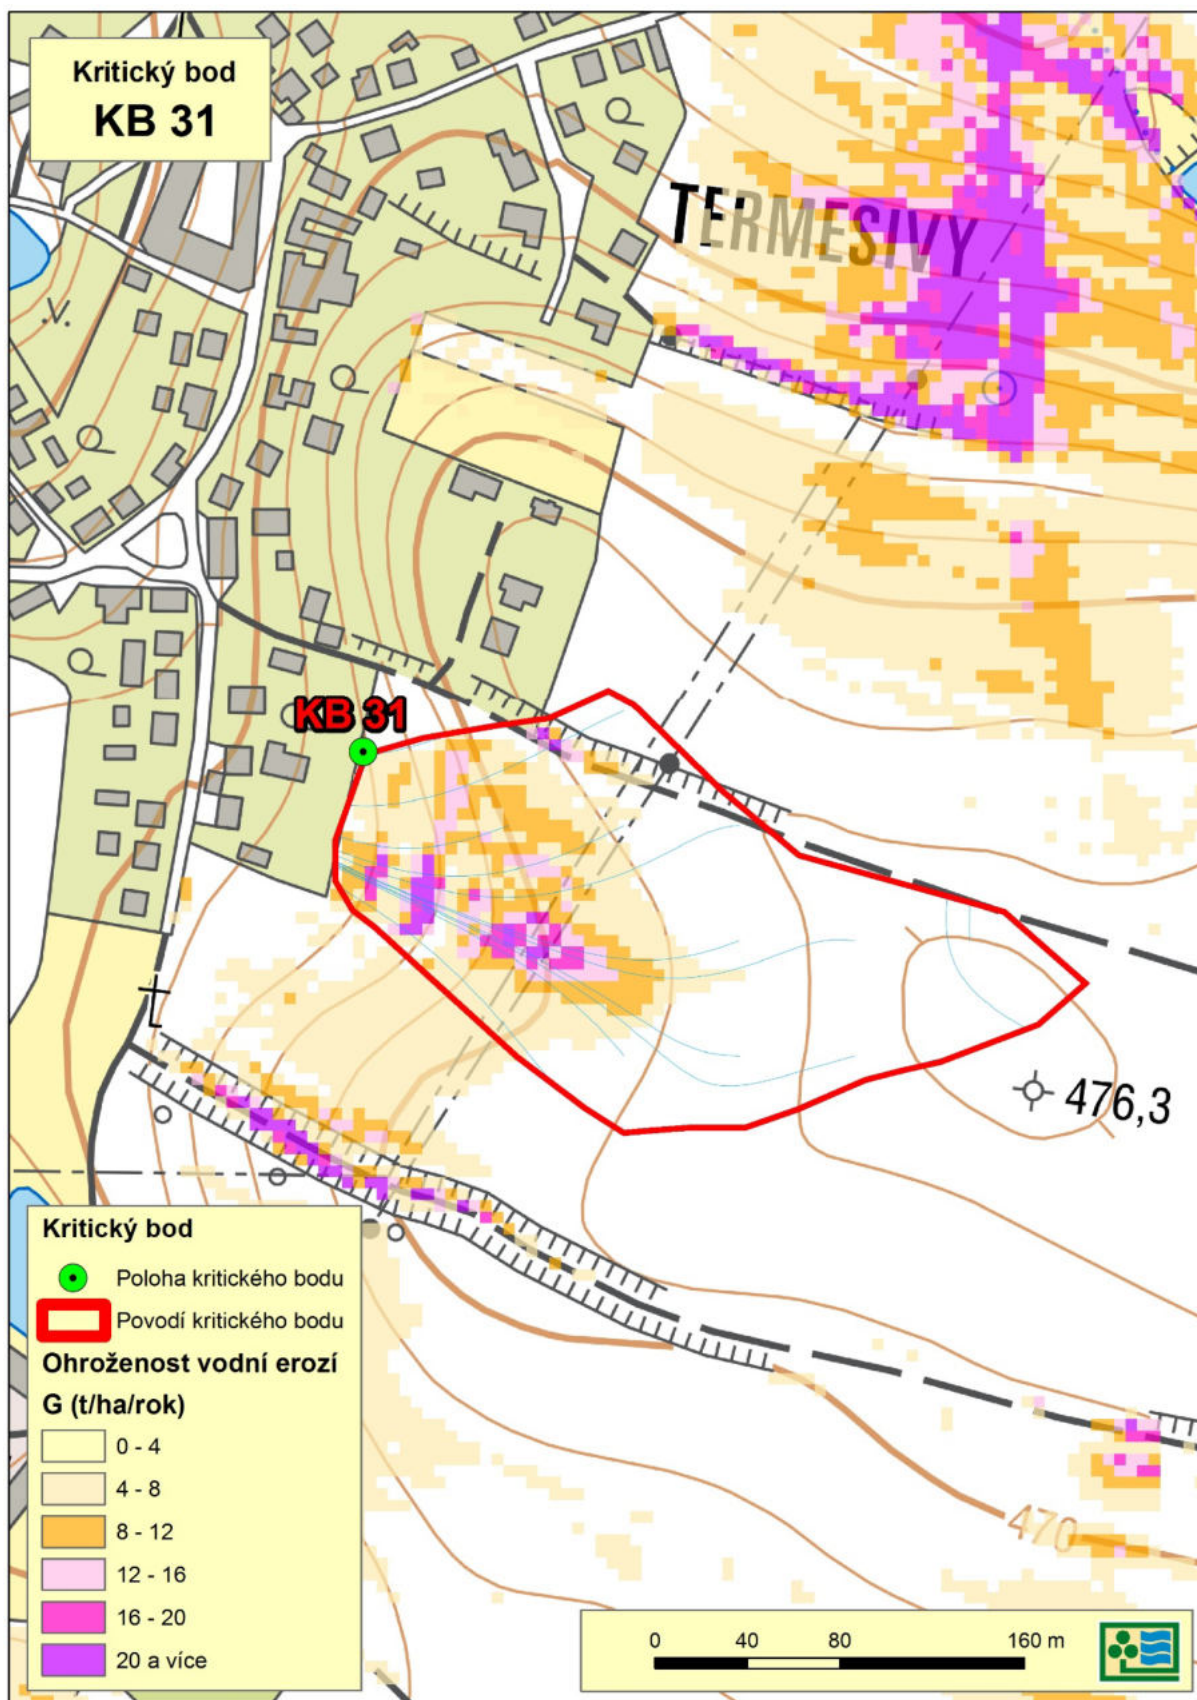 Kritický bod
KB 31
TERMESIVY
KB 31
476,3
Kritický bod
Poloha kritického bodu
Povodí kritického bodu
Ohroženost vodní erozí
G (t/ha/rok)
0 - 4
4 - 8
8 - 12
12 - 16
16 - 20
20 a více
470
0 40 80 160 m